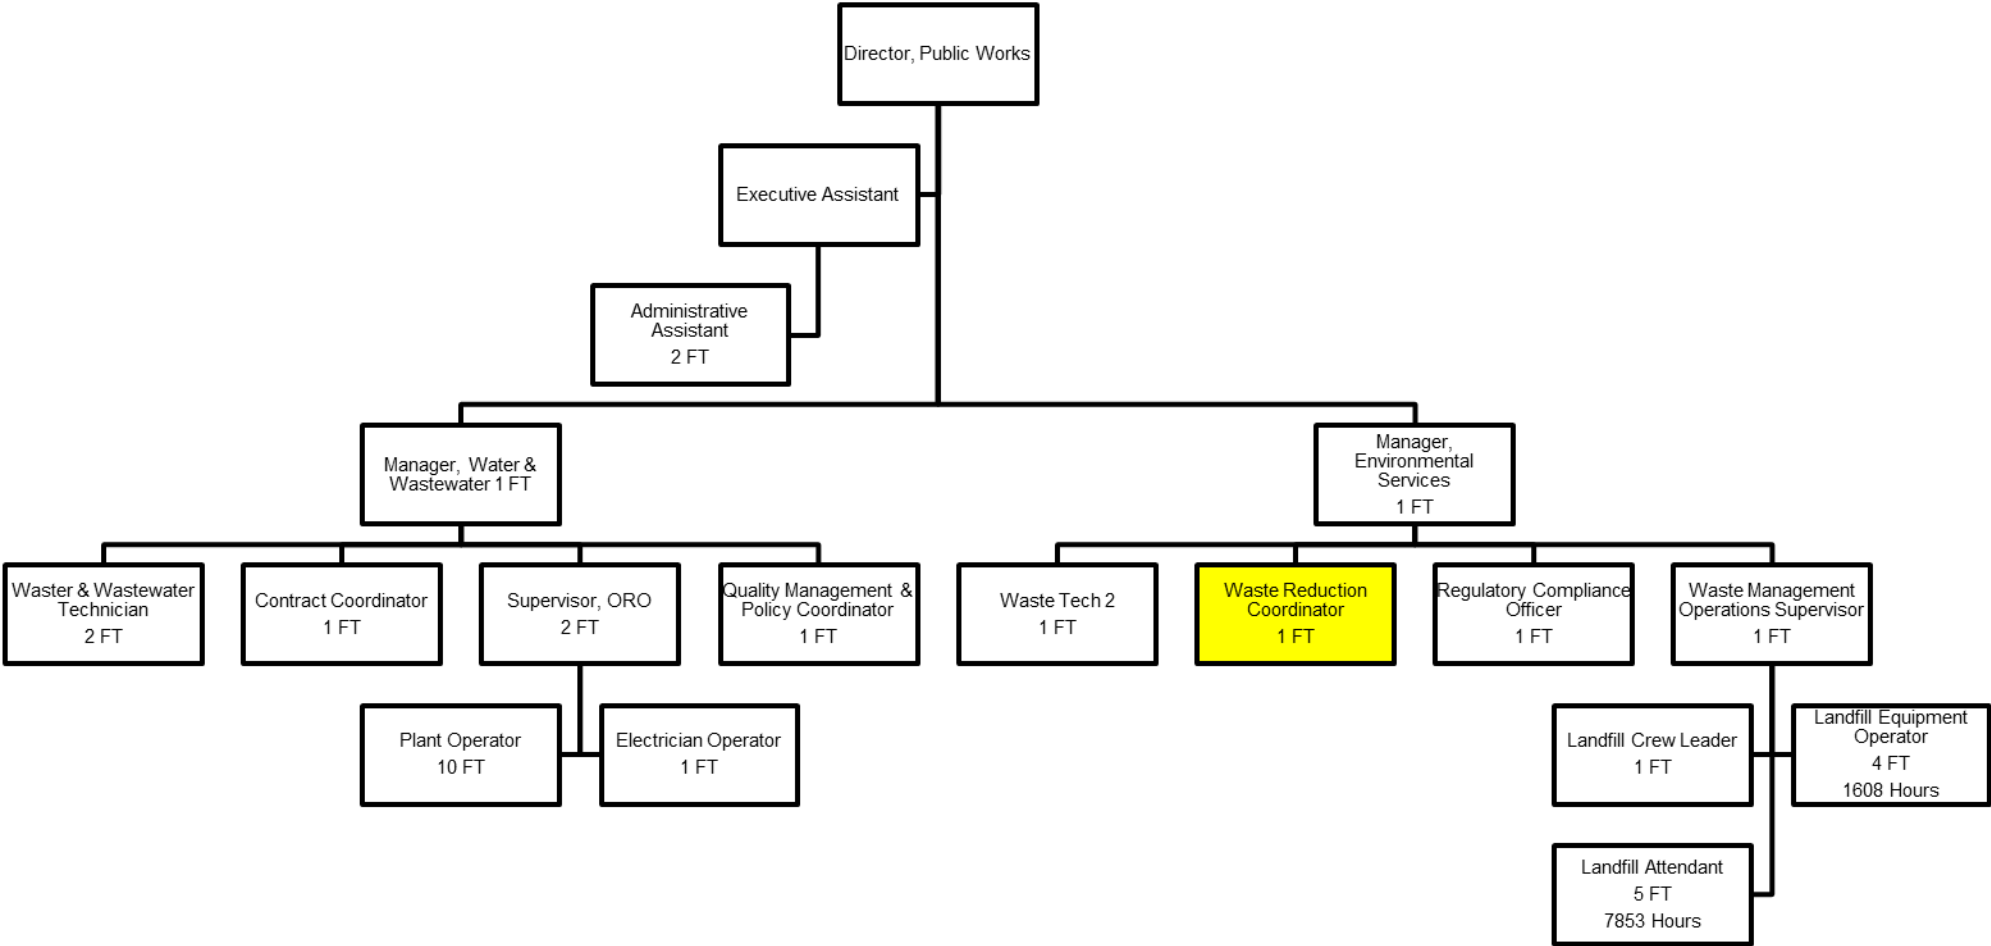 Director, Public Works
Executive Assistant
Administrative
Assistant
2 FT
Manager, Water &
Wastewater 1 FT
Manager,
Environmental
Services
1 FT
Waster & Wastewater
Technician
2 FT
Contract Coordinator
1 FT
Supervisor, ORO
2 FT
Quality Management &
Policy Coordinator
1 FT
Waste Tech 2
1 FT
Waste Reduction
Coordinator
1 FT
Regulatory Compliance
Officer
1 FT
Waste Management
Operations Supervisor
1 FT
Plant Operator
10 FT
Electrician Operator
1 FT
Landfill Crew Leader
1 FT
Landfill Equipment
Operator
4 FT
1608 Hours
Landfill Attendant
5 FT
7853 Hours